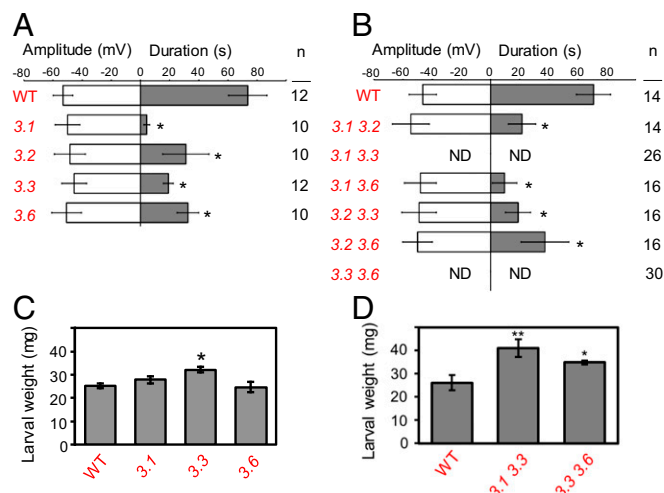 A
Amplitude (mV) Duration (s) n
-80 -60 -40 -20 0 20 40 60 80
WT 12
3.1 * 10
3.2 * 10
3.3 * 12
3.6 * 10
B
Amplitude (mV) Duration (s) n
-80 -60 -40 -20 0 20 40 60 80
WT 14
3.1 3.2 * 14
3.1 3.3 ND ND 26
3.1 3.6 * 16
3.2 3.3 * 16
3.2 3.6 * 16
3.3 3.6 ND ND 30
C
Larval weight (mg)
50
40
30
20
10
0
*
WT 3.1 3.3 3.6
D
Larval weight (mg)
40
30
20
10
0
** *
WT 3.1 3.3 3.3 3.6